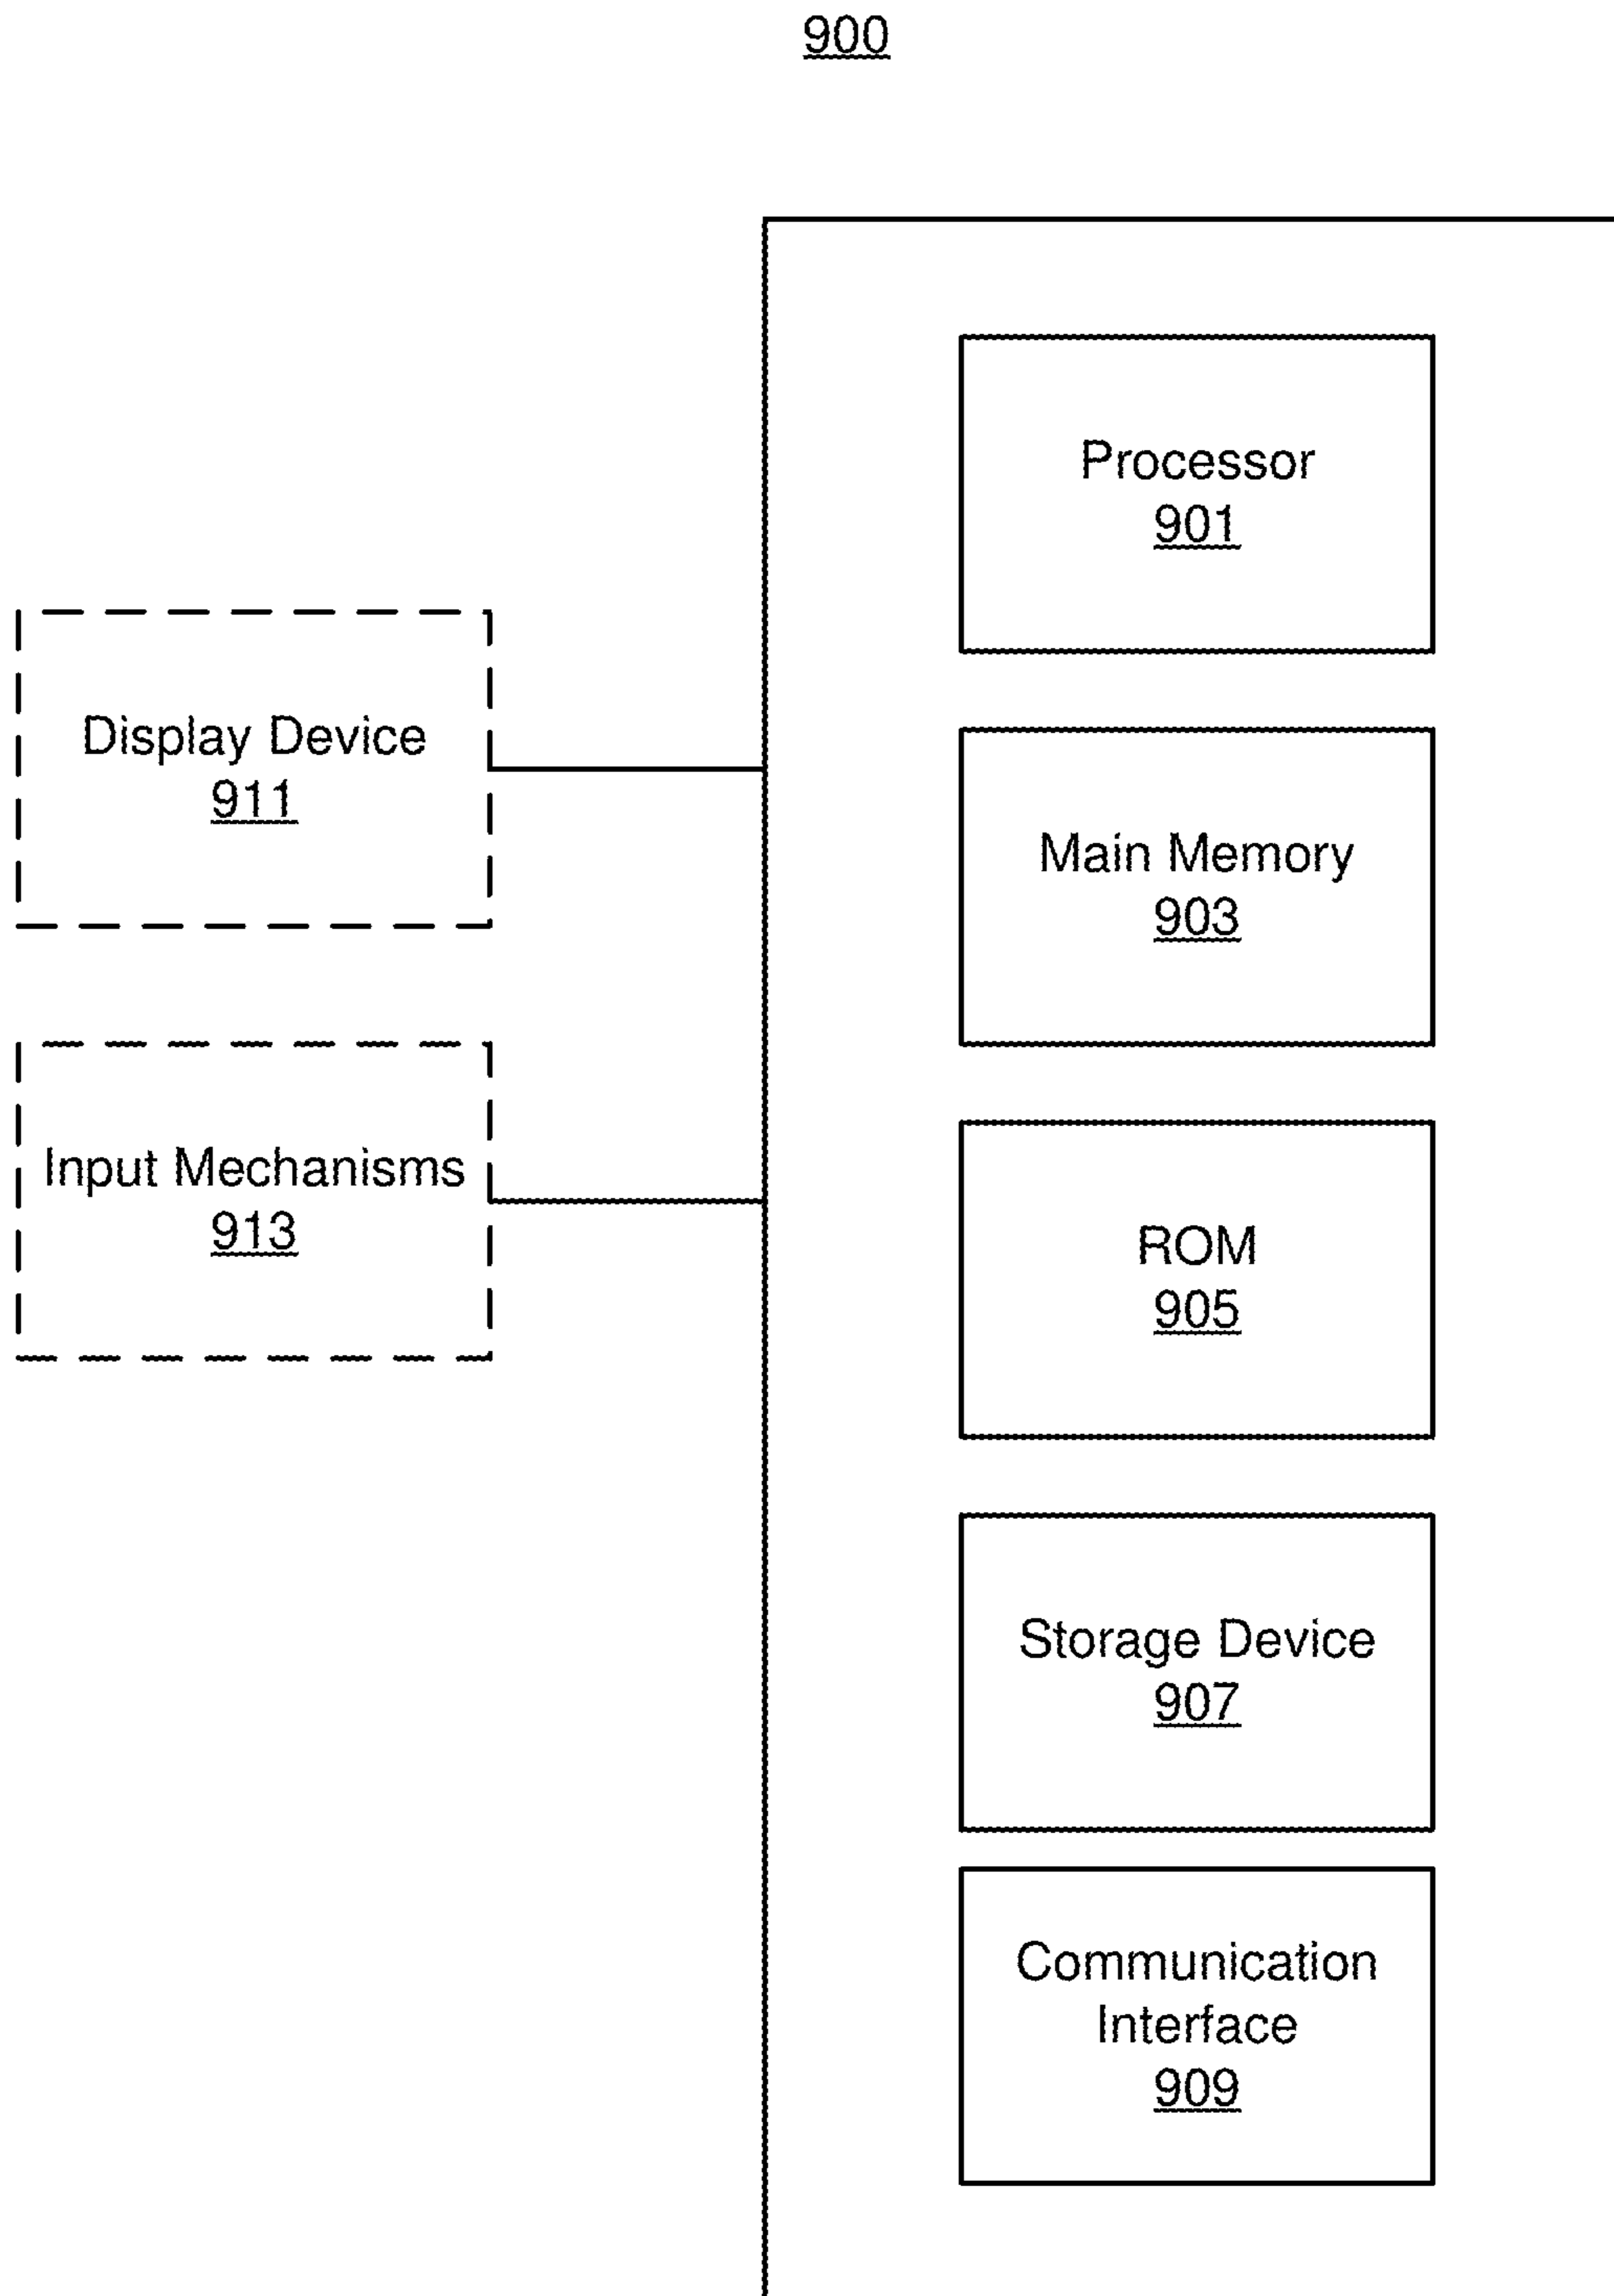 900
Processor
901
Display Device
911
Main Memory
903
Input Mechanisms
913
ROM
905
Storage Device
907
Communication
Interface
909